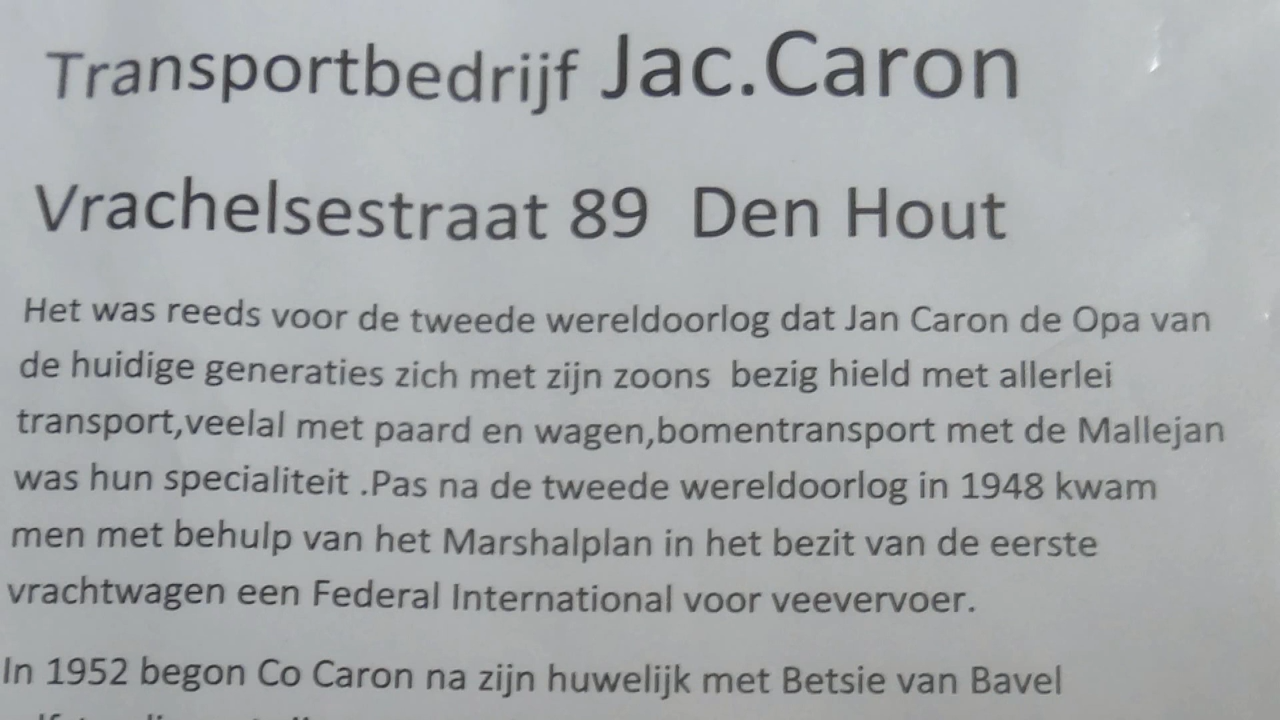 Transportbedrijf Jac.Caron
Vrachelsestraat 89 Den Hout
Het was reeds voor de tweede wereldoorlog dat Jan Caron de Opa van
de huidige generaties zich met zijn zoons bezig hield met allerlei
transport,veelal met paard en wagen,bomentransport met de Mallejan
was hun specialiteit .Pas na de tweede wereldoorlog in 1948 kwam
men met behulp van het Marshalplan in het bezit van de eerste
vrachtwagen een Federal International voor veevervoer.
In 1952 begon Co Caron na zijn huwelijk met Betsie van Bavel